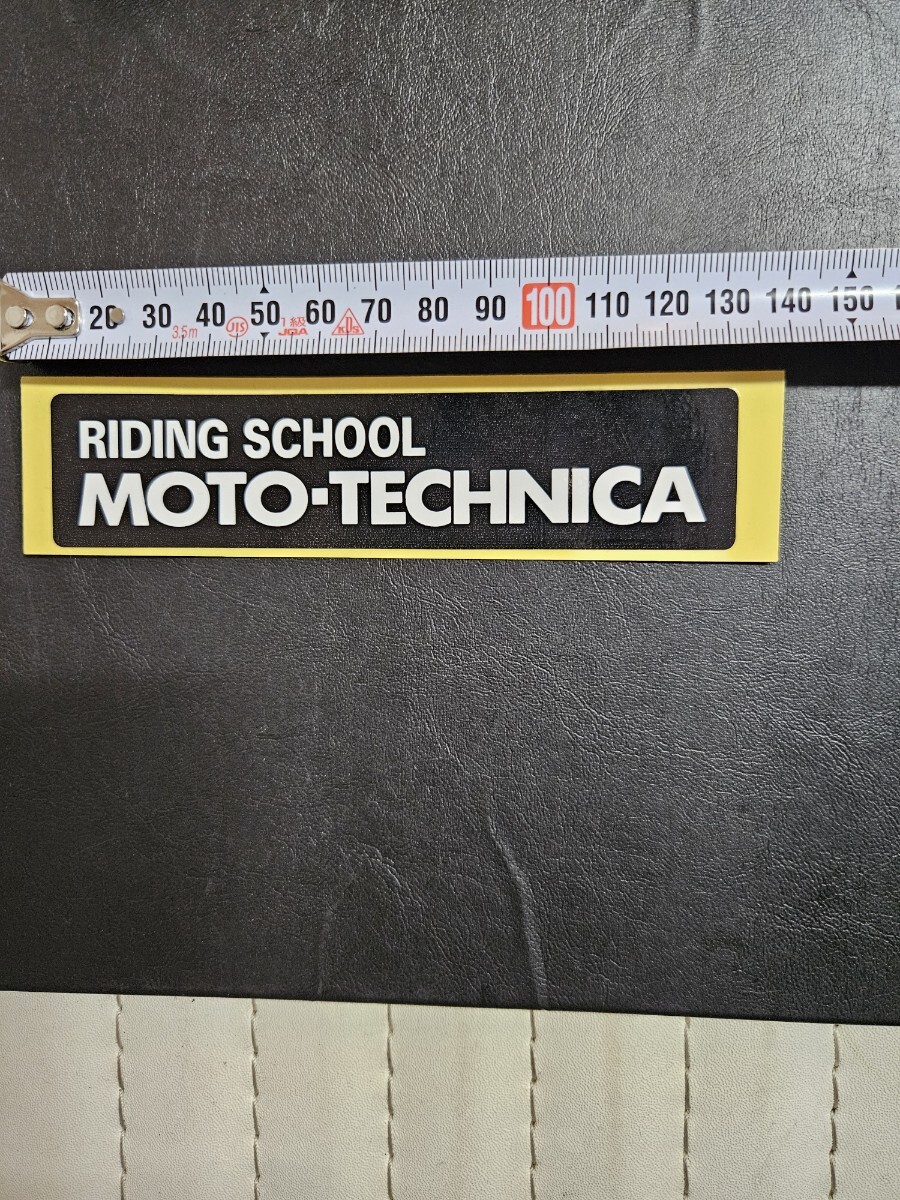 20 30 40 50 60 70 80 90 100 110 120 130 140 150
3.5m JIS 1級 JQA KDS
RIDING SCHOOL
MOTO-TECHNICA